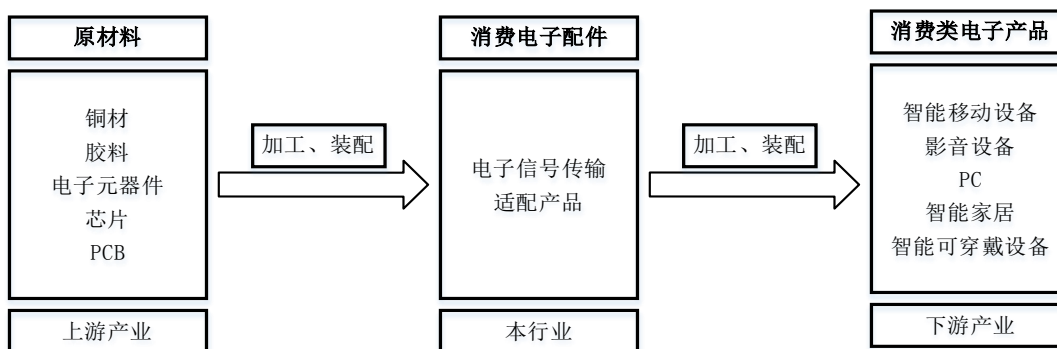 原材料
铜材
胶料
电子元器件
芯片
PCB
上游产业
加工、装配
消费电子配件
电子信号传输
适配产品
本行业
加工、装配
消费类电子产品
智能移动设备
影音设备
PC
智能家居
智能可穿戴设备
下游产业